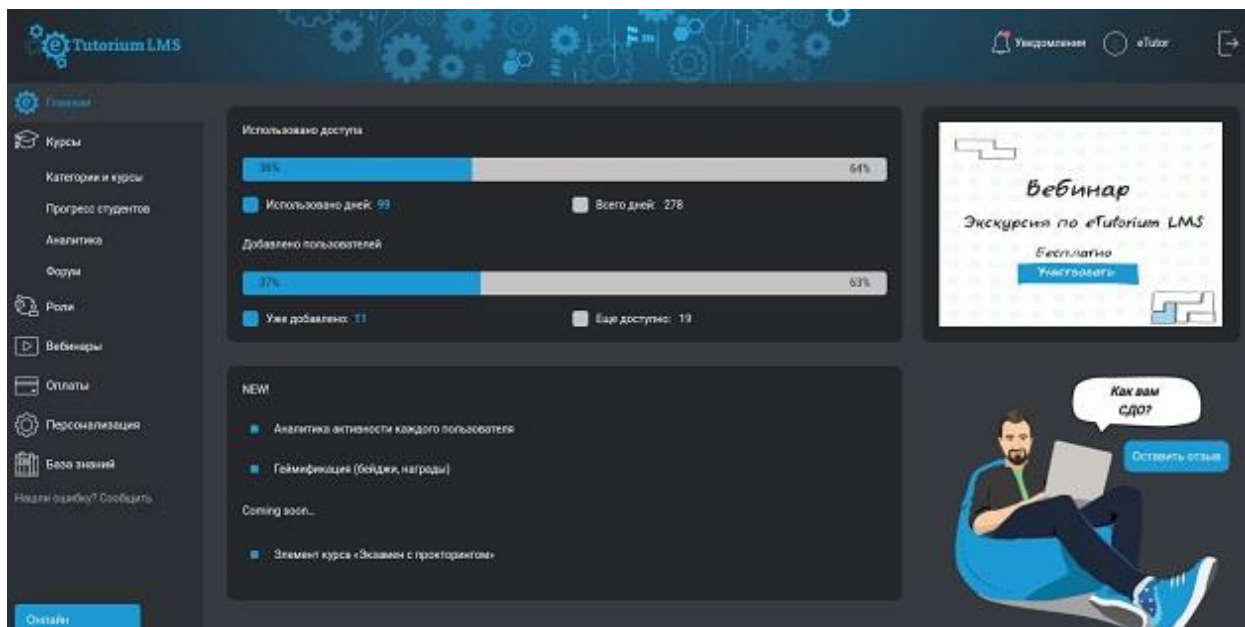 eTutorium LMS
Уведомления
eTutor
Главная
Курсы
Категории и курсы
Прогресс студентов
Аналитика
Форум
Роли
Вебинары
Оплаты
Персонализация
База знаний
Нашли ошибку? Сообщить
Онлайн
Использовано доступа
36% 64%
Использовано дней: 99 Всего дней: 278
Добавлено пользователей
37% 63%
Уже добавлено: 11 Еще доступно: 19
NEW!
Аналитика активности каждого пользователя
Геймификация (бейджи, награды)
Coming soon...
Элемент курса «Экзамен с прокторингом»
Вебинар
Экскурсия по eTutorium LMS
Бесплатно
Участвовать
Как вам
СДО?
Оставить отзыв